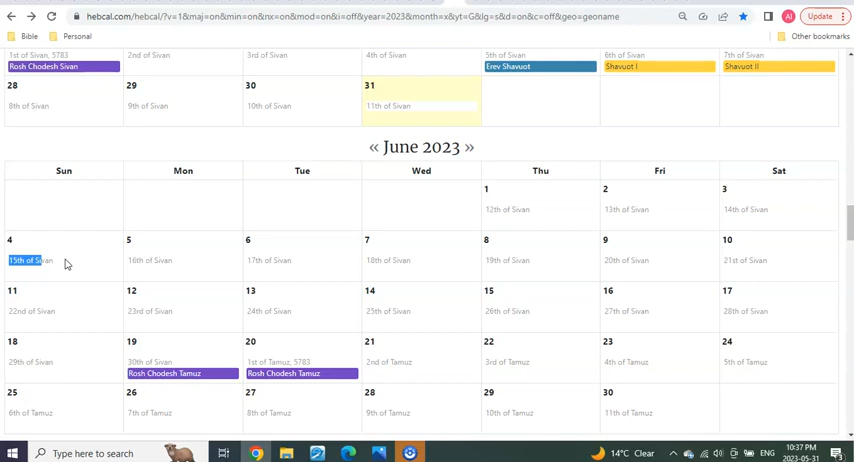 hebcal.com/hebcal/?v=1&maj=on&min=on&nx=on&mod=on&i=off&year=2023&month=x&yt=G&lg=s&d=on&c=off&geo=geoname
AI
Update
Bible Personal Other bookmarks
1st of Sivan, 5783 2nd of Sivan 3rd of Sivan 4th of Sivan 5th of Sivan 6th of Sivan 7th of Sivan
Rosh Chodesh Sivan Erev Shavuot Shavuot I Shavuot II
28 29 30 31
8th of Sivan 9th of Sivan 10th of Sivan 11th of Sivan
« June 2023 »
Sun Mon Tue Wed Thu Fri Sat
1 2 3
12th of Sivan 13th of Sivan 14th of Sivan
4 5 6 7 8 9 10
15th of Sivan 16th of Sivan 17th of Sivan 18th of Sivan 19th of Sivan 20th of Sivan 21st of Sivan
11 12 13 14 15 16 17
22nd of Sivan 23rd of Sivan 24th of Sivan 25th of Sivan 26th of Sivan 27th of Sivan 28th of Sivan
18 19 20 21 22 23 24
29th of Sivan 30th of Sivan 1st of Tamuz, 5783 2nd of Tamuz 3rd of Tamuz 4th of Tamuz 5th of Tamuz
Rosh Chodesh Tamuz Rosh Chodesh Tamuz
25 26 27 28 29 30
6th of Tamuz 7th of Tamuz 8th of Tamuz 9th of Tamuz 10th of Tamuz 11th of Tamuz
Type here to search 14°C Clear ENG 10:37 PM
2023-05-31 3